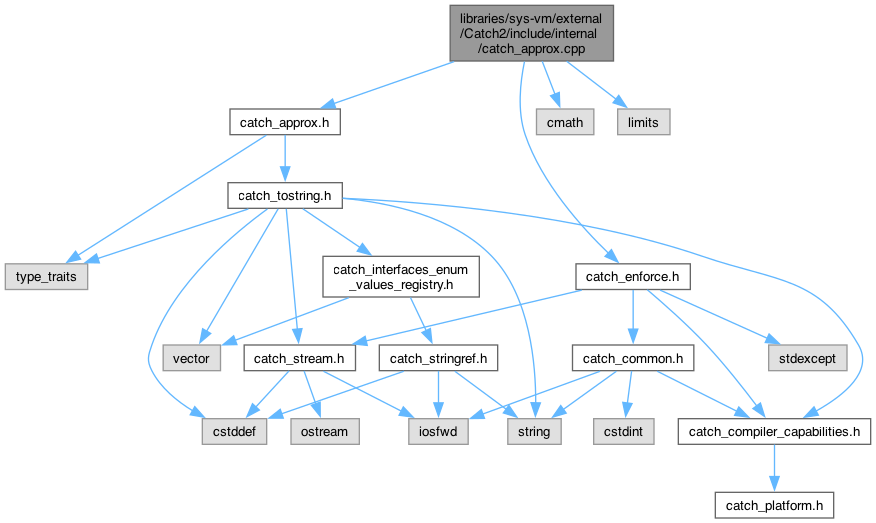 libraries/sys-vm/external
/Catch2/include/internal
/catch_approx.cpp
catch_approx.h
cmath
limits
catch_tostring.h
type_traits
catch_interfaces_enum
_values_registry.h
catch_enforce.h
vector
catch_stream.h
catch_stringref.h
catch_common.h
stdexcept
cstddef
ostream
iosfwd
string
cstdint
catch_compiler_capabilities.h
catch_platform.h